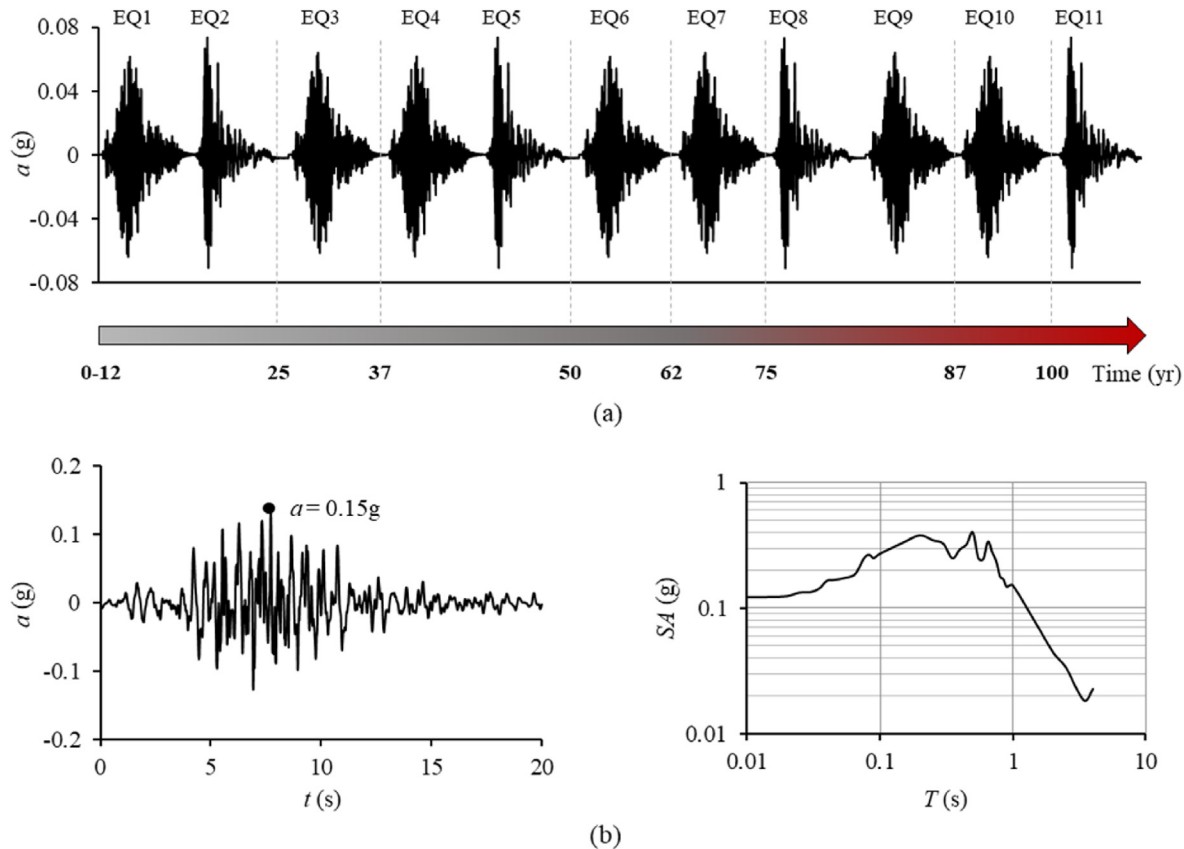 EQ1 EQ2 EQ3 EQ4 EQ5 EQ6 EQ7 EQ8 EQ9 EQ10 EQ11
0.08
0.04
0
-0.04
-0.08
a (g)
0-12 25 37 50 62 75 87 100 Time (yr)
(a)
0.2
0.1
0
-0.1
-0.2
a (g)
a = 0.15g
0 5 10 15 20
t (s)
1
0.1
0.01
SA (g)
0.01 0.1 1 10
T (s)
(b)